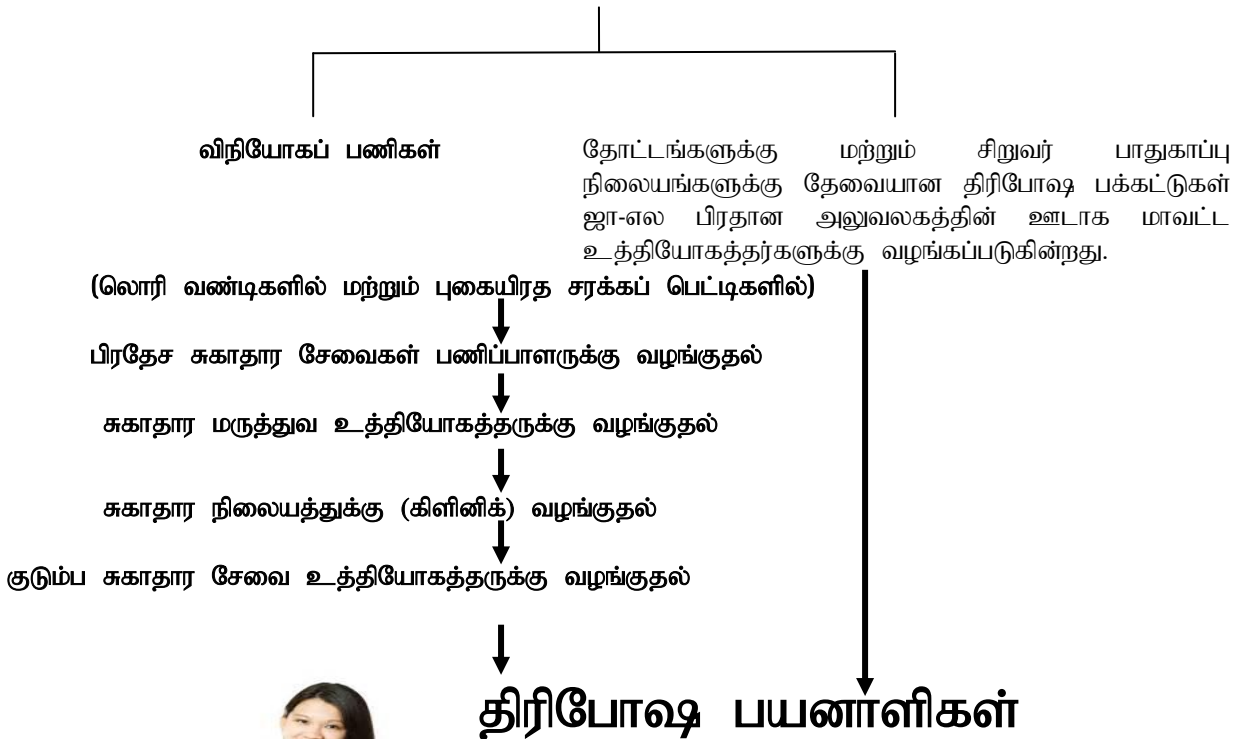 விநியோகப் பணிகள்
தோட்டங்களுக்கு மற்றும் சிறுவர் பாதுகாப்பு
நிலையங்களுக்கு தேவையான திரிபோஷ பக்கட்டுகள்
ஜா-எல பிரதான அலுவலகத்தின் ஊடாக மாவட்ட
உத்தியோகத்தர்களுக்கு வழங்கப்படுகின்றது.
(லொரி வண்டிகளில் மற்றும் புகையிரத சரக்கப் பெட்டிகளில்)
பிரதேச சுகாதார சேவைகள் பணிப்பாளருக்கு வழங்குதல்
சுகாதார மருத்துவ உத்தியோகத்தருக்கு வழங்குதல்
சுகாதார நிலையத்துக்கு (கிளினிக்) வழங்குதல்
குடும்ப சுகாதார சேவை உத்தியோகத்தருக்கு வழங்குதல்
திரிபோஷ பயனாளிகள்